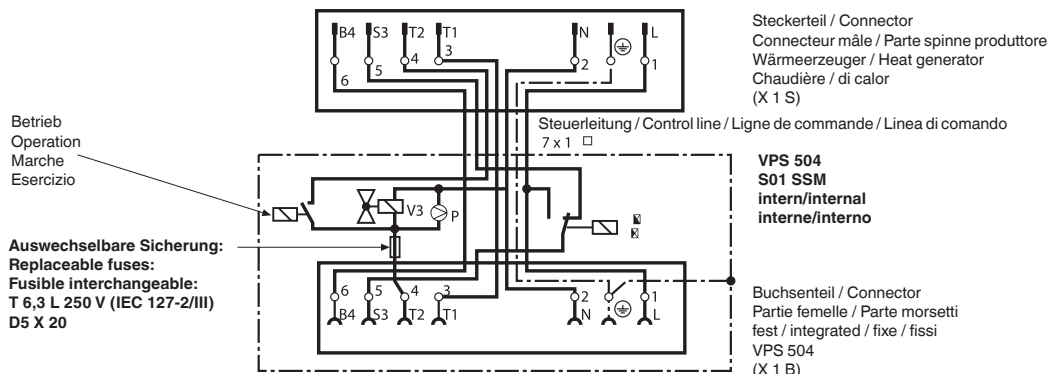 B4 S3 T2 T1 N L
6 5 4 3 2 1
Steckerteil / Connector
Connecteur mâle / Parte spinne produttore
Wärmeerzeuger / Heat generator
Chaudière / di calor
(X 1 S)
Betrieb
Operation
Marche
Esercizio
Steuerleitung / Control line / Ligne de commande / Linea di comando
7 x 1
VPS 504
S01 SSM
intern/internal
interne/interno
V3
P
Auswechselbare Sicherung:
Replaceable fuses:
Fusible interchangeable:
T 6,3 L 250 V (IEC 127-2/III)
D5 X 20
6 5 4 3 2 1
B4 S3 T2 T1 N L
Buchsenteil / Connector
Partie femelle / Parte morsetti
fest / integrated / fixe / fissi
VPS 504
(X 1 B)